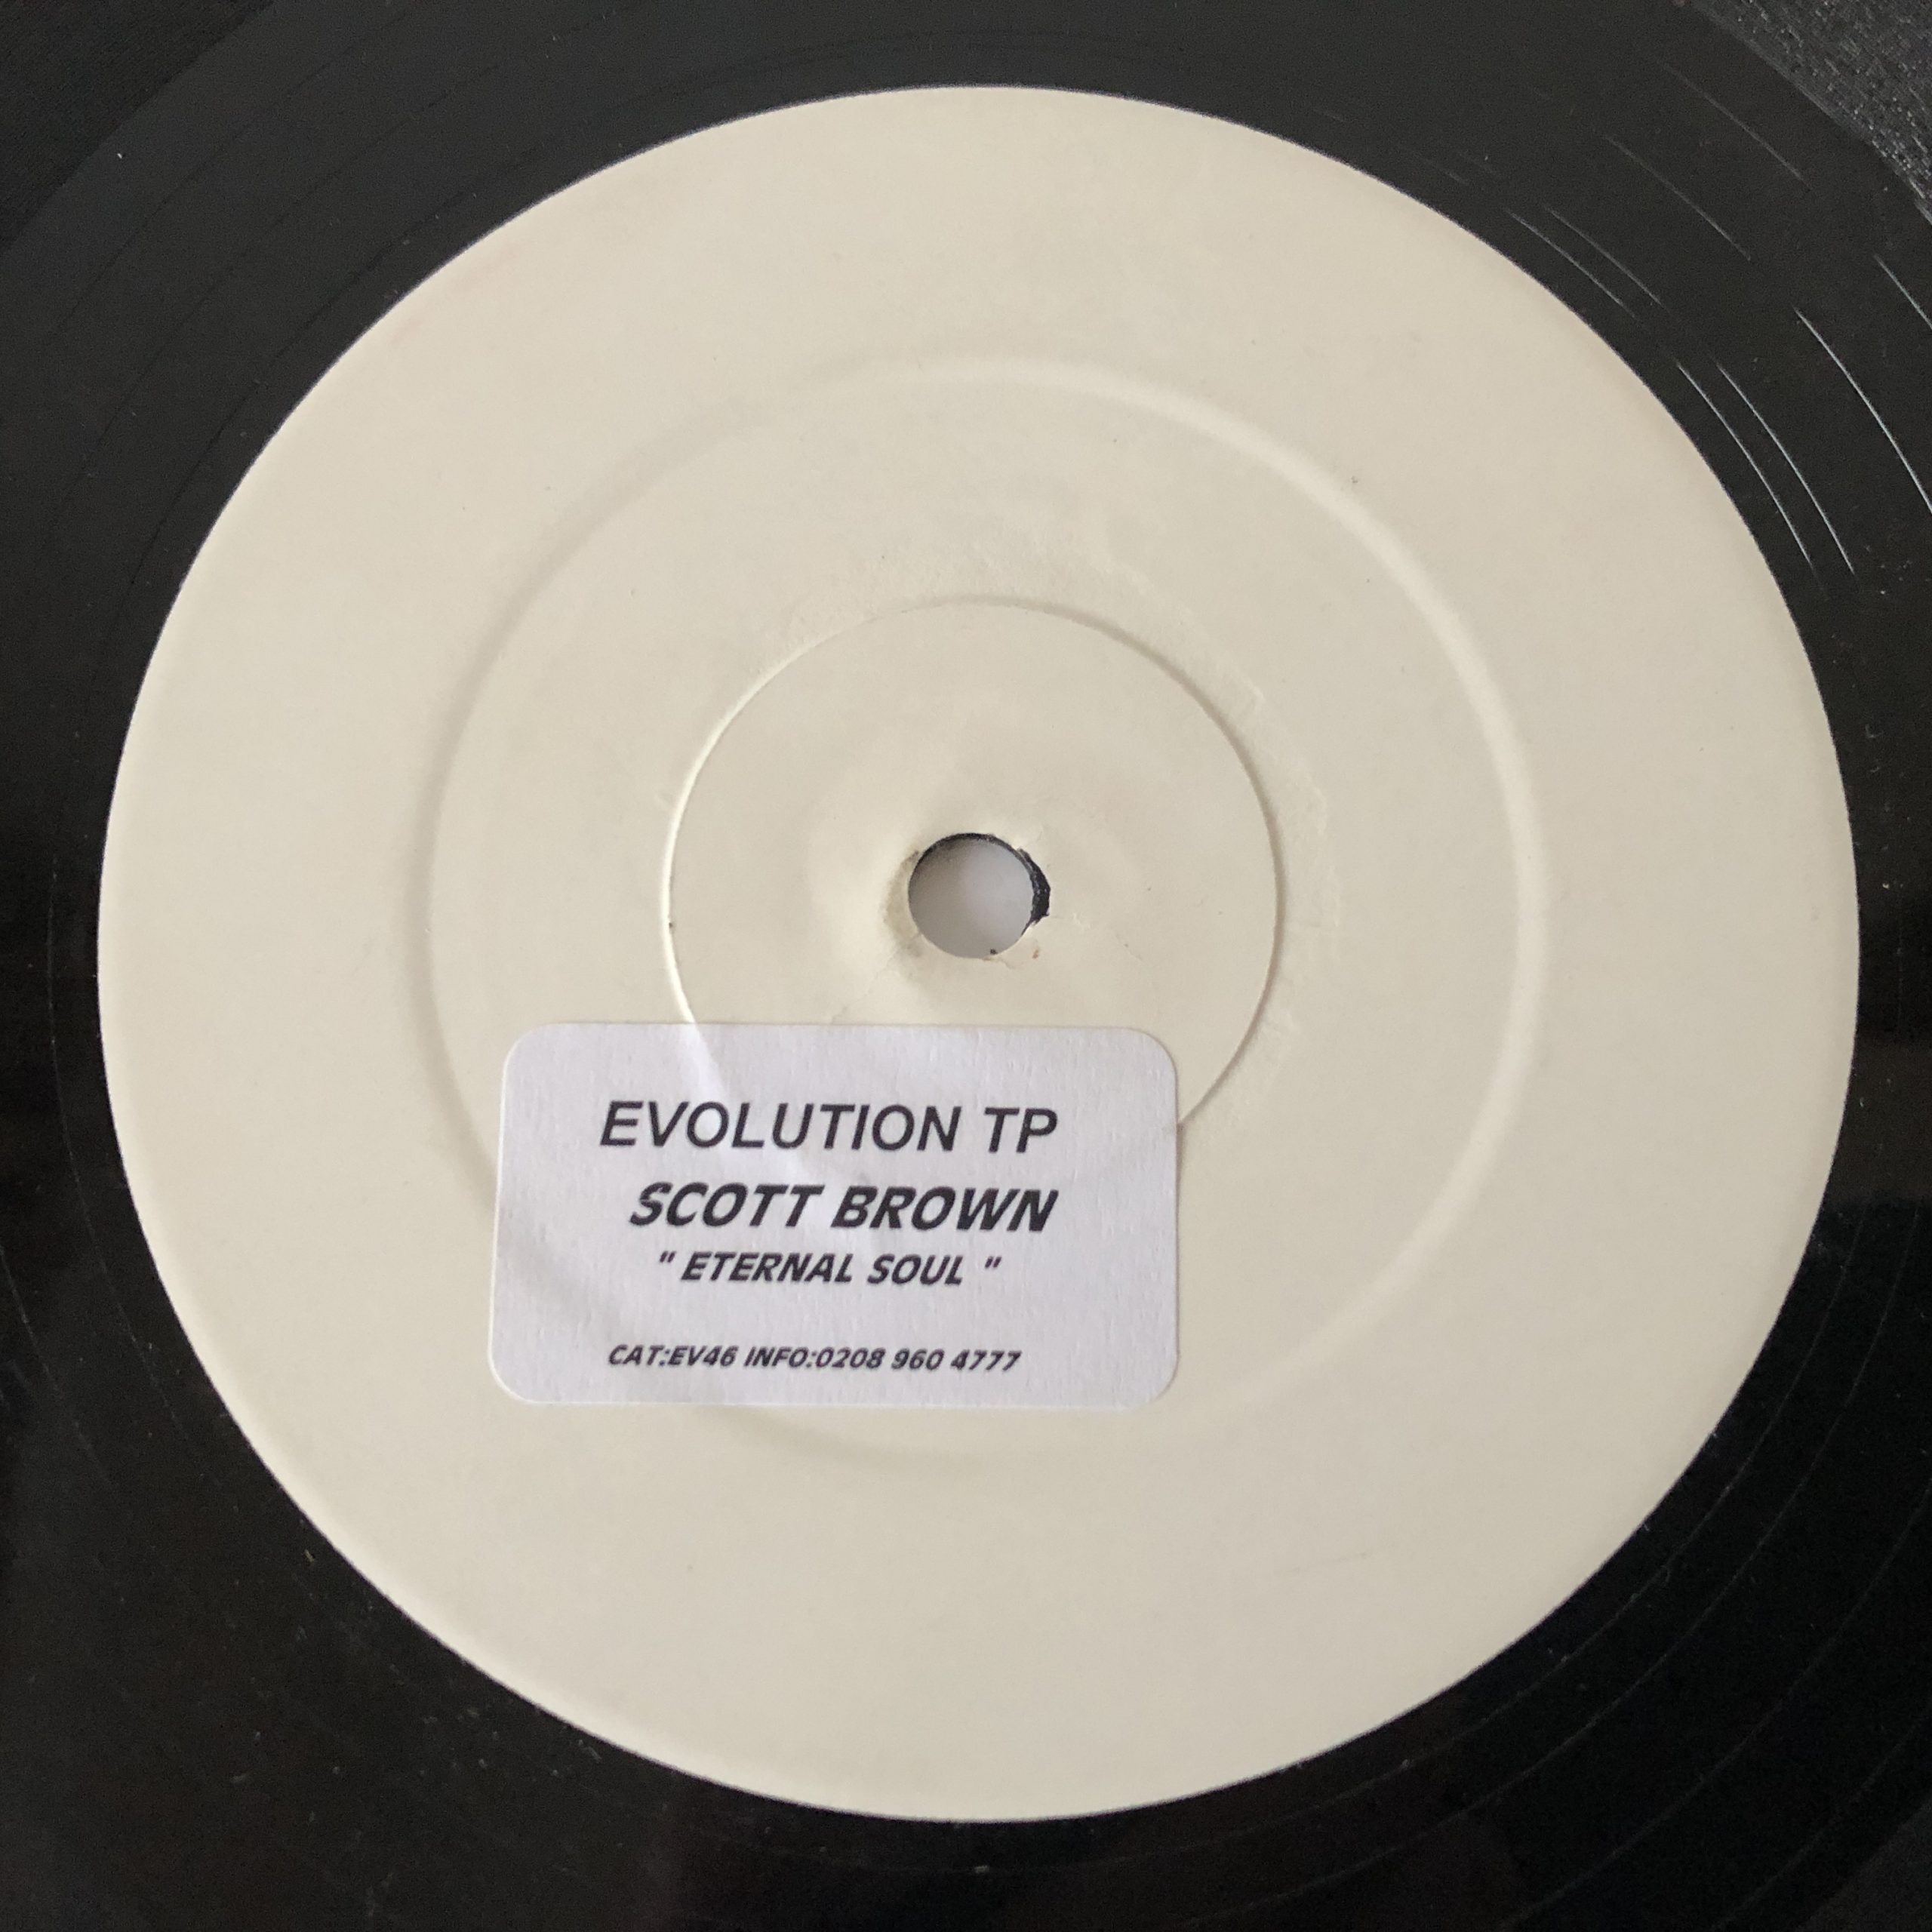 EVOLUTION TP
SCOTT BROWN
" ETERNAL SOUL "
CAT:EV46 INFO:0208 960 4777